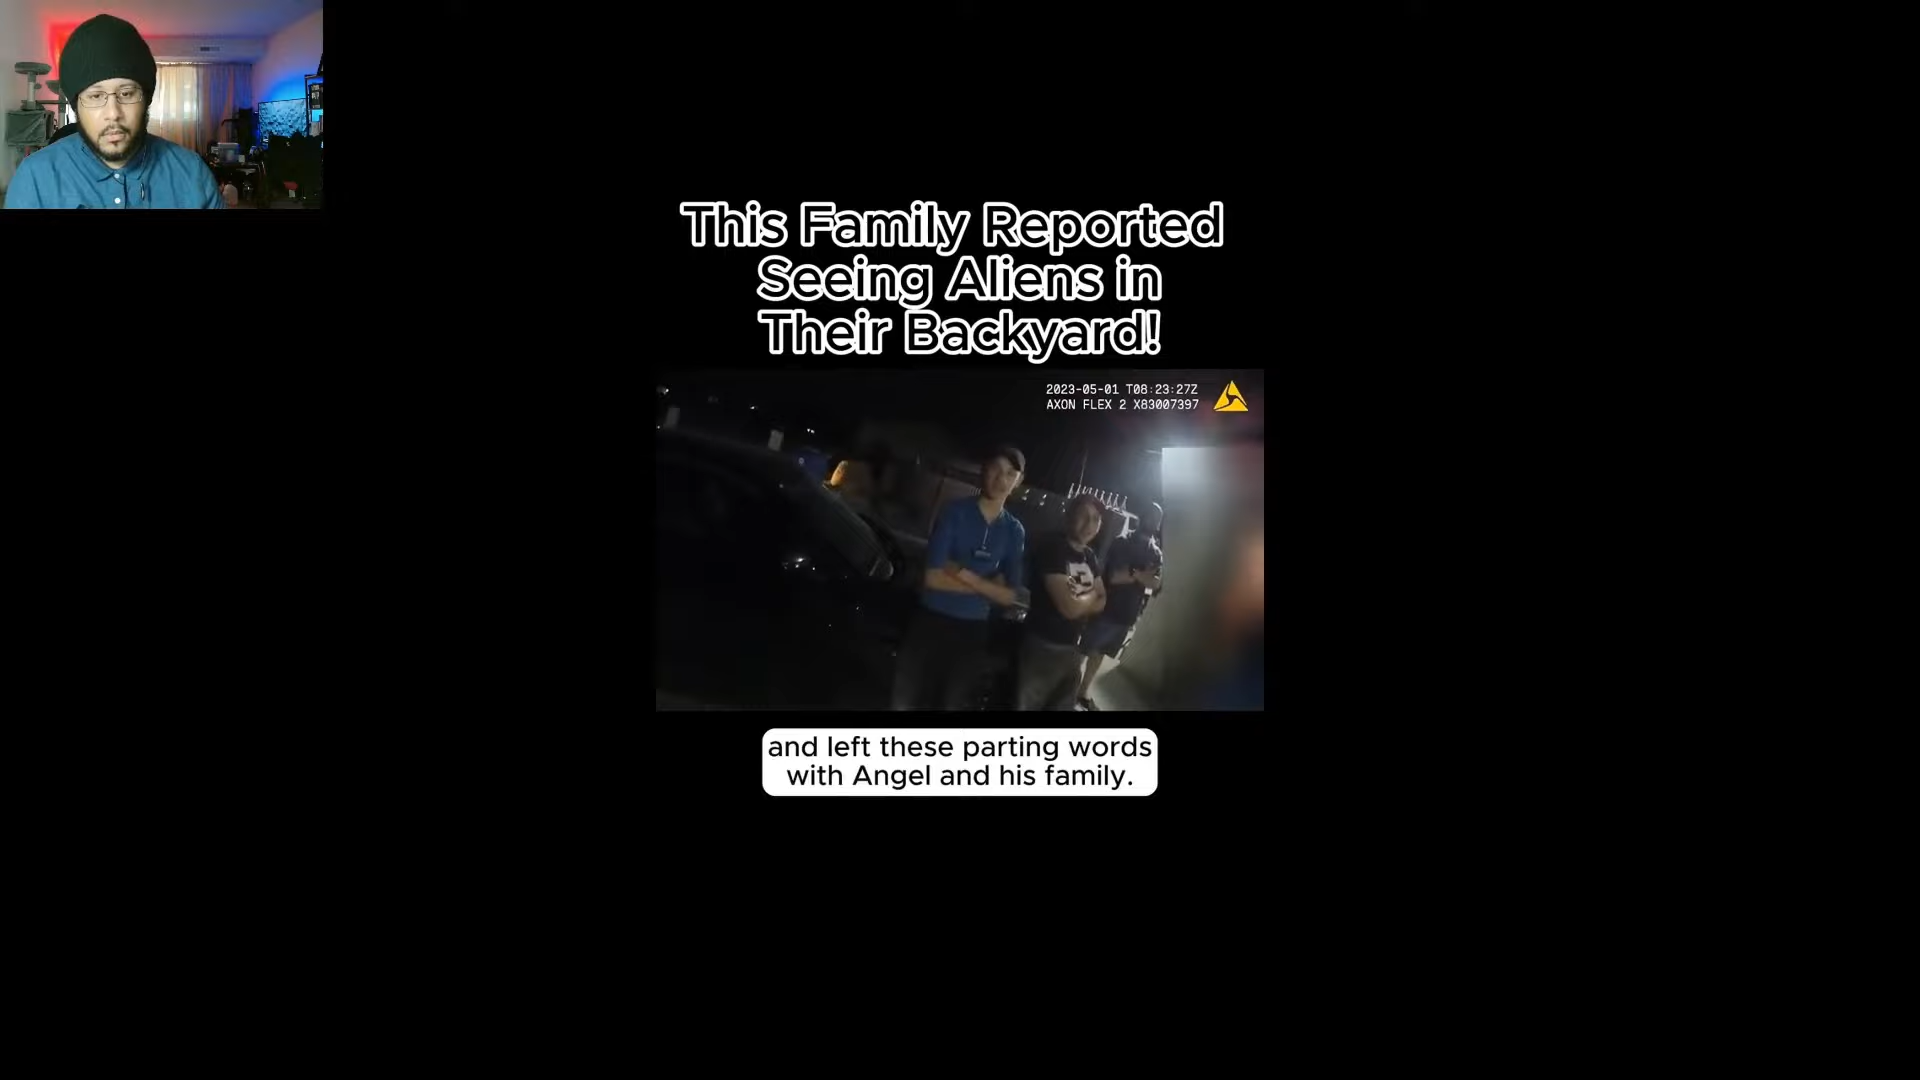 This Family Reported
Seeing Aliens in
Their Backyard!
2023-05-01 T08:23:27Z
AXON FLEX 2 X83007397
and left these parting words
with Angel and his family.